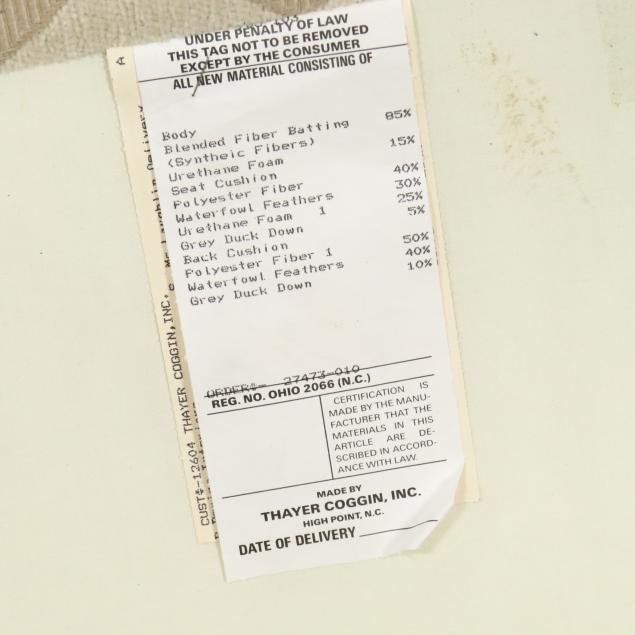 UNDER PENALTY OF LAW
THIS TAG NOT TO BE REMOVED
EXCEPT BY THE CONSUMER
ALL NEW MATERIAL CONSISTING OF
Body
Blended Fiber Batting 85%
(Syntheic Fibers)
Urethane Foam 15%
Seat Cushion
Polyester Fiber 40%
Waterfowl Feathers 30%
Urethane Foam 1 25%
Grey Duck Down 5%
Back Cushion
Polyester Fiber 1 50%
Waterfowl Feathers 40%
Grey Duck Down 10%
ORDER#- 27473-010
REG. NO. OHIO 2066 (N.C.)
CERTIFICATION IS
MADE BY THE MANU-
FACTURER THAT THE
MATERIALS IN THIS
ARTICLE ARE DE-
SCRIBED IN ACCORD-
ANCE WITH LAW.
MADE BY
THAYER COGGIN, INC.
HIGH POINT, N.C.
DATE OF DELIVERY
CUST#-12604 THAYER COGGIN, INC.
A